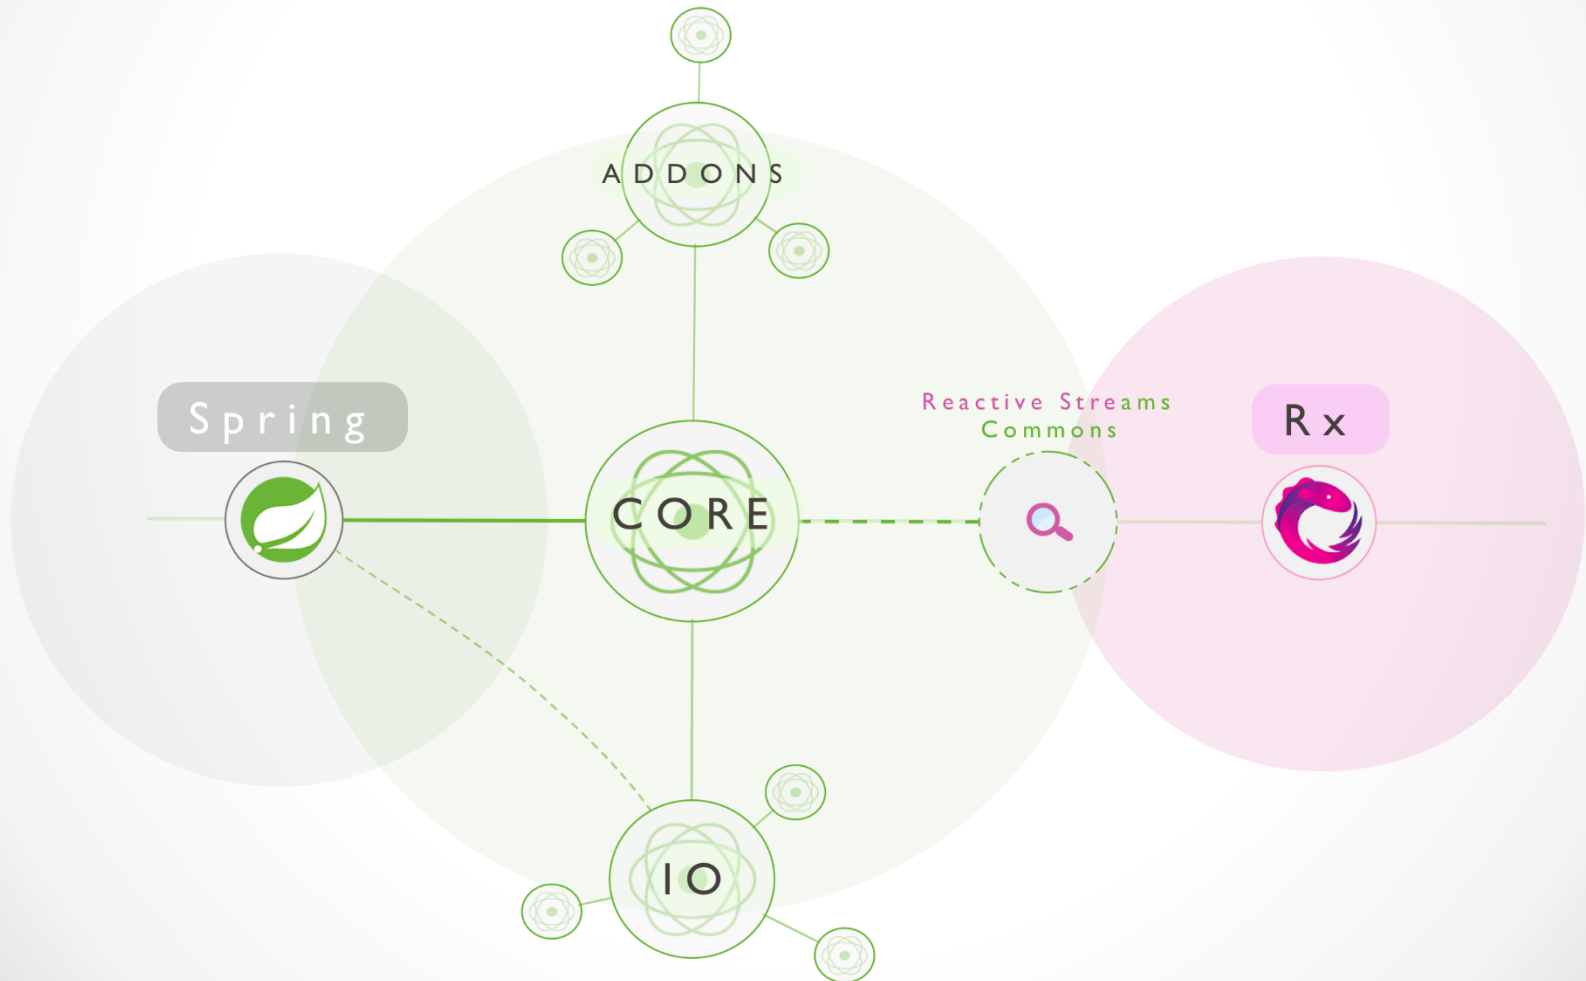 ADDONS
Spring
Reactive Streams
Commons
Rx
CORE
IO